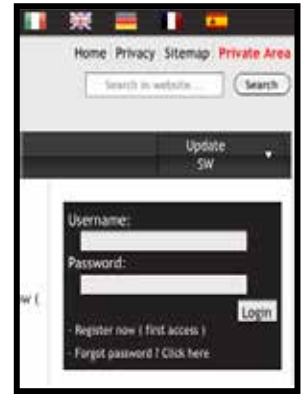 Home Privacy Sitemap Private Area
Search in website... Search
Update
SW
Username:
Password:
w (
Login
- Register now ( first access )
- Forgot password ? Click here